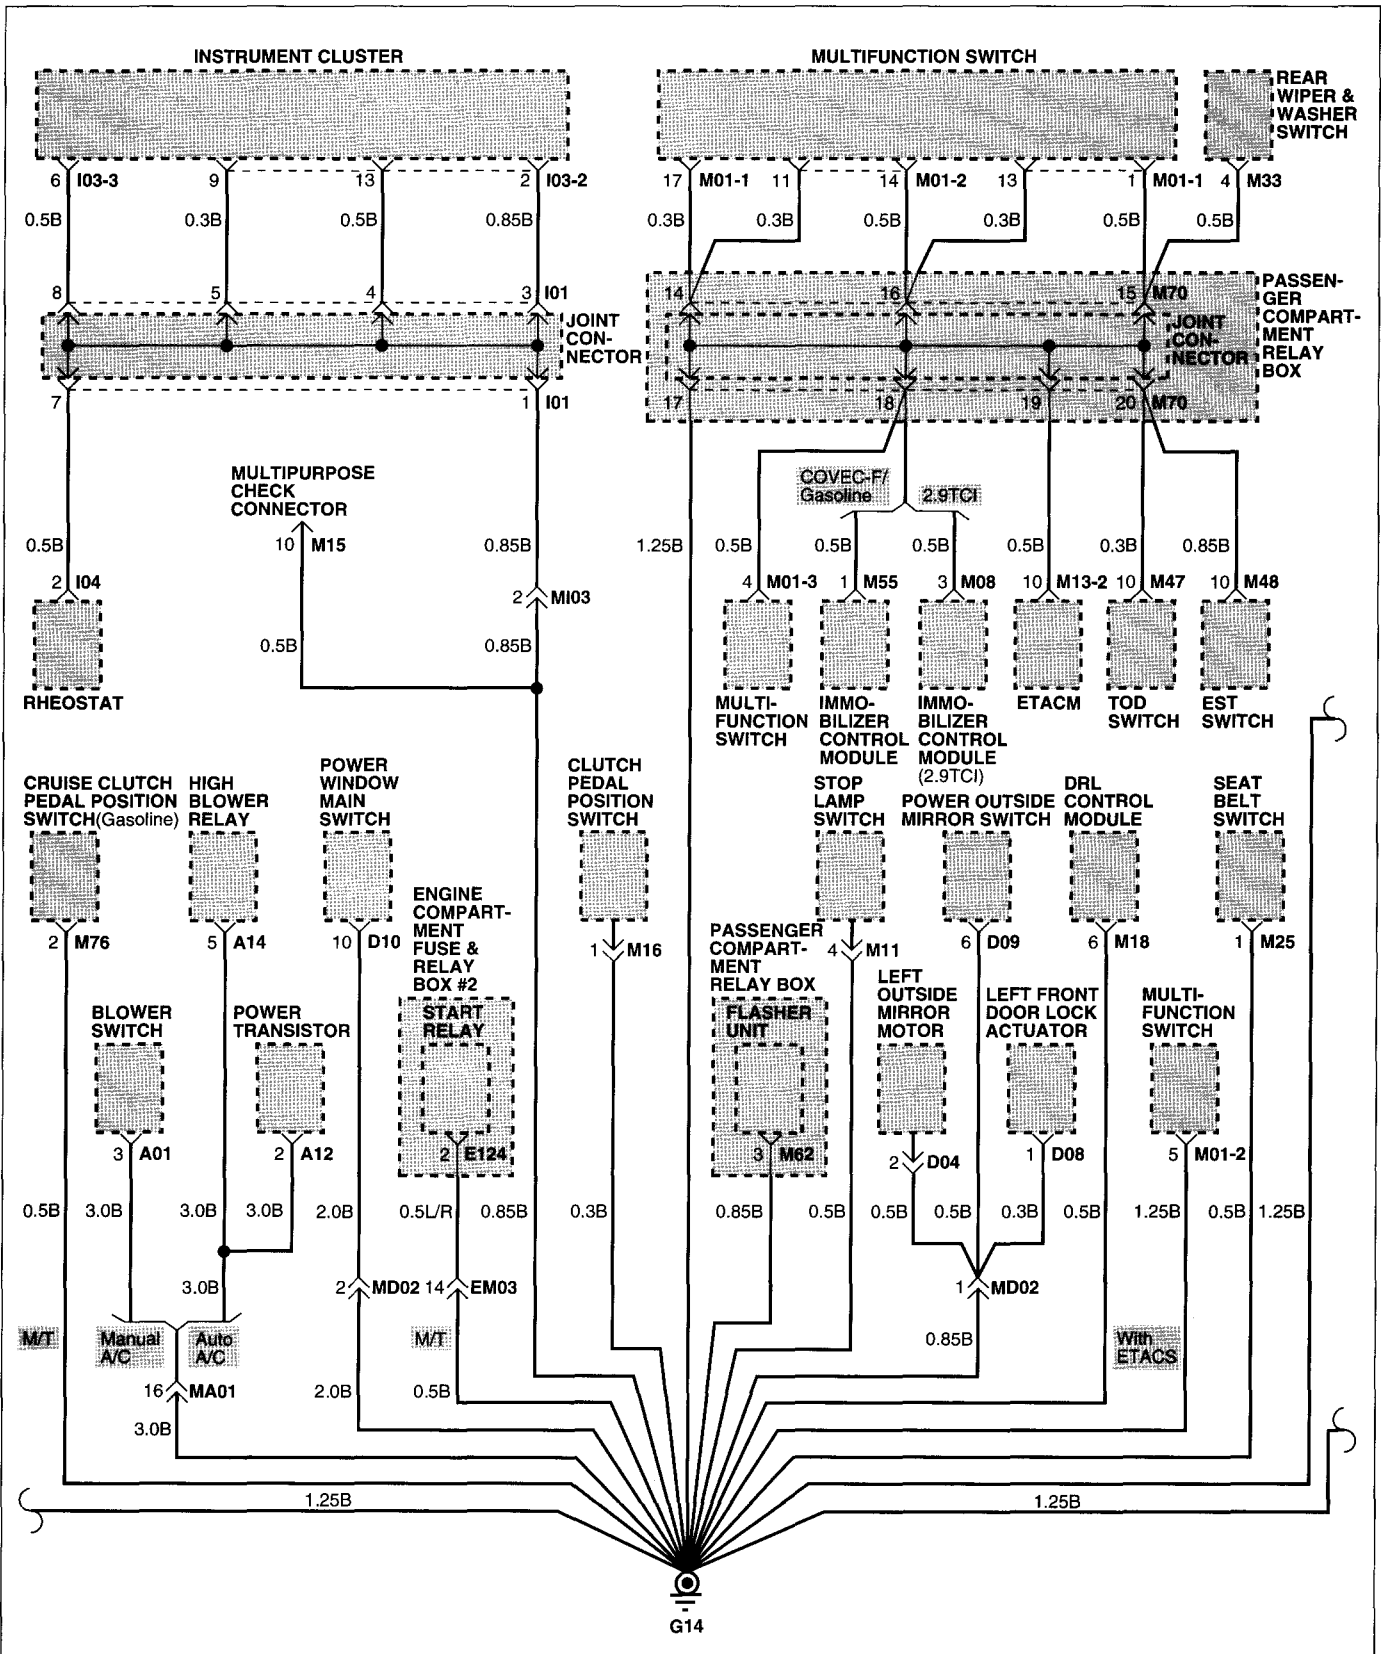 INSTRUMENT CLUSTER
MULTIFUNCTION SWITCH
REAR
WIPER &
WASHER
SWITCH
6 I03-3 9 13 2 I03-2 17 M01-1 11 14 M01-2 13 1 M01-1 4 M33
0.5B 0.3B 0.5B 0.85B 0.3B 0.3B 0.5B 0.3B 0.5B 0.5B
8 5 4 3 I01 14 16 15 M70
PASSEN-
GER
COMPART-
MENT
RELAY
BOX
JOINT
CON-
NECTOR
JOINT
CON-
NECTOR
7 1 I01 17 18 19 20 M70
MULTIPURPOSE
CHECK
CONNECTOR
COVEC-F/
Gasoline
2.9TCI
0.5B 10 M15 0.85B 1.25B 0.5B 0.5B 0.5B 0.5B 0.3B 0.85B
2 I04 2 MI03 4 M01-3 1 M55 3 M08 10 M13-2 10 M47 10 M48
0.5B 0.85B
RHEOSTAT
MULTI-
FUNCTION
SWITCH
IMMO-
BILIZER
CONTROL
MODULE
IMMO-
BILIZER
CONTROL
MODULE
(2.9TCI)
ETACM
TOD
SWITCH
EST
SWITCH
CRUISE CLUTCH
PEDAL POSITION
SWITCH(Gasoline)
HIGH
BLOWER
RELAY
POWER
WINDOW
MAIN
SWITCH
CLUTCH
PEDAL
POSITION
SWITCH
STOP
LAMP
SWITCH
POWER OUTSIDE
MIRROR SWITCH
DRL
CONTROL
MODULE
SEAT
BELT
SWITCH
ENGINE
COMPART-
MENT
FUSE &
RELAY
BOX #2
PASSENGER
COMPART-
MENT
RELAY BOX
2 M76 5 A14 10 D10 1 M16 4 M11 6 D09 6 M18 1 M25
BLOWER
SWITCH
POWER
TRANSISTOR
START
RELAY
FLASHER
UNIT
LEFT
OUTSIDE
MIRROR
MOTOR
LEFT FRONT
DOOR LOCK
ACTUATOR
MULTI-
FUNCTION
SWITCH
3 A01 2 A12 2 E124 3 M62 2 D04 1 D08 5 M01-2
0.5B 3.0B 3.0B 3.0B 2.0B 0.5L/R 0.85B 0.3B 0.85B 0.5B 0.5B 0.5B 0.3B 0.5B 1.25B 0.5B 1.25B
3.0B 2 MD02 14 EM03 1 MD02
M/T Manual
A/C
Auto
A/C
M/T 0.85B With
ETACS
16 MA01 2.0B 0.5B
3.0B
1.25B 1.25B
G14